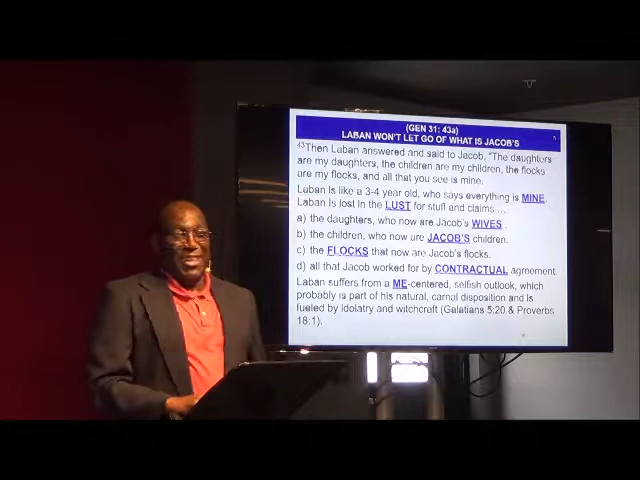 (GEN 31: 43a)
LABAN WON'T LET GO OF WHAT IS JACOB'S
43Then Laban answered and said to Jacob, "The daughters
are my daughters, the children are my children, the flocks
are my flocks, and all that you see is mine.
Laban is like a 3-4 year old, who says everything is MINE.
Laban is lost in the LUST for stuff and claims ...
a) the daughters, who now are Jacob's WIVES .
b) the children, who now are JACOB'S children.
c) the FLOCKS that now are Jacob's flocks.
d) all that Jacob worked for by CONTRACTUAL agreement.
Laban suffers from a ME-centered, selfish outlook, which
probably is part of his natural, carnal disposition and is
fueled by Idolatry and witchcraft (Galatians 5:20 & Proverbs
18:1).